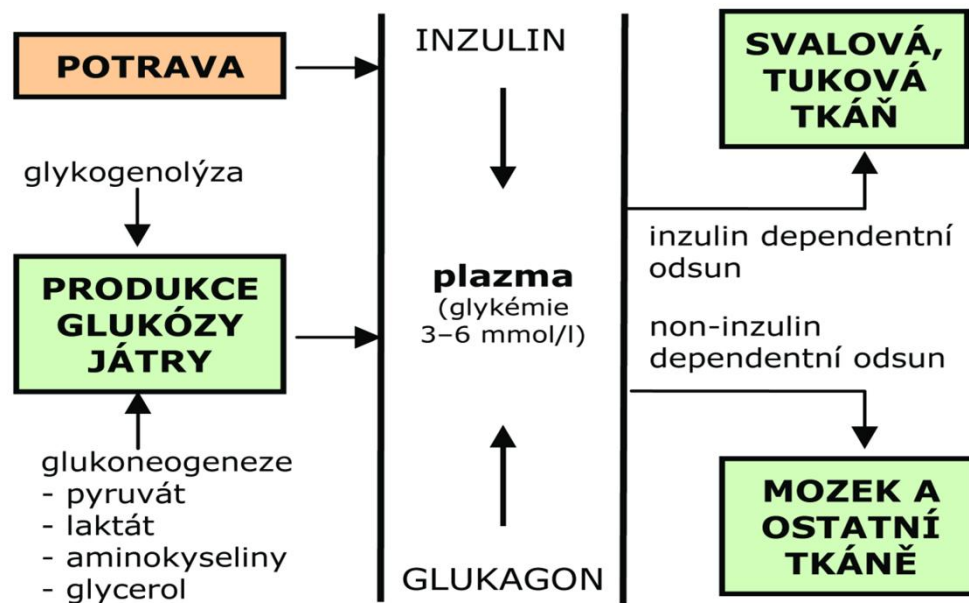 POTRAVA
glykogenolýza
PRODUKCE
GLUKÓZY
JÁTRY
glukoneogeneze
- pyruvát
- laktát
- aminokyseliny
- glycerol
INZULIN
plazma
(glykémie
3–6 mmol/l)
GLUKAGON
SVALOVÁ,
TUKOVÁ
TKÁŇ
inzulin dependentní
odsun
non-inzulin
dependentní odsun
MOZEK A
OSTATNÍ
TKÁNĚ